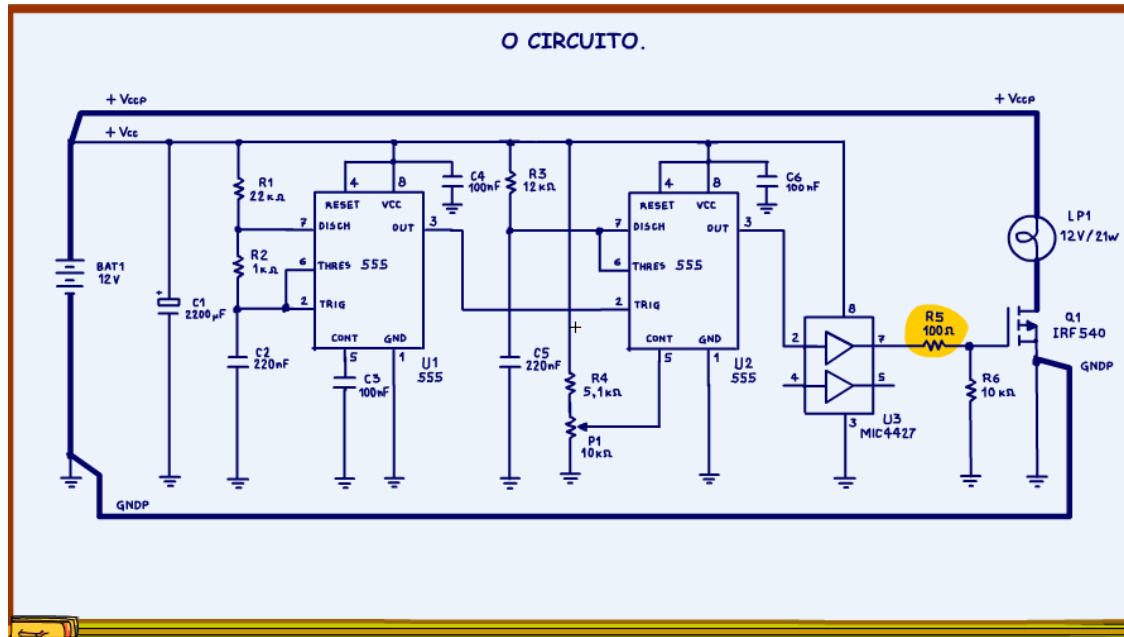 O CIRCUITO.
+ Vccp
+ Vccp
+ Vcc
R1
22kΩ
R2
1kΩ
BAT1
12V
+
C1
2200µF
C2
220nF
4
8
RESET
VCC
7
DISCH
OUT
3
6
THRES
555
2
TRIG
CONT
GND
5
1
U1
555
C3
100nF
C4
100nF
R3
12kΩ
C5
220nF
R4
5,1kΩ
P1
10kΩ
4
8
RESET
VCC
7
DISCH
OUT
3
6
THRES
555
2
TRIG
CONT
GND
5
1
U2
555
C6
100nF
8
2
7
4
5
3
U3
MIC4427
R5
100Ω
R6
10kΩ
LP1
12V/21w
Q1
IRF540
GNDP
GNDP